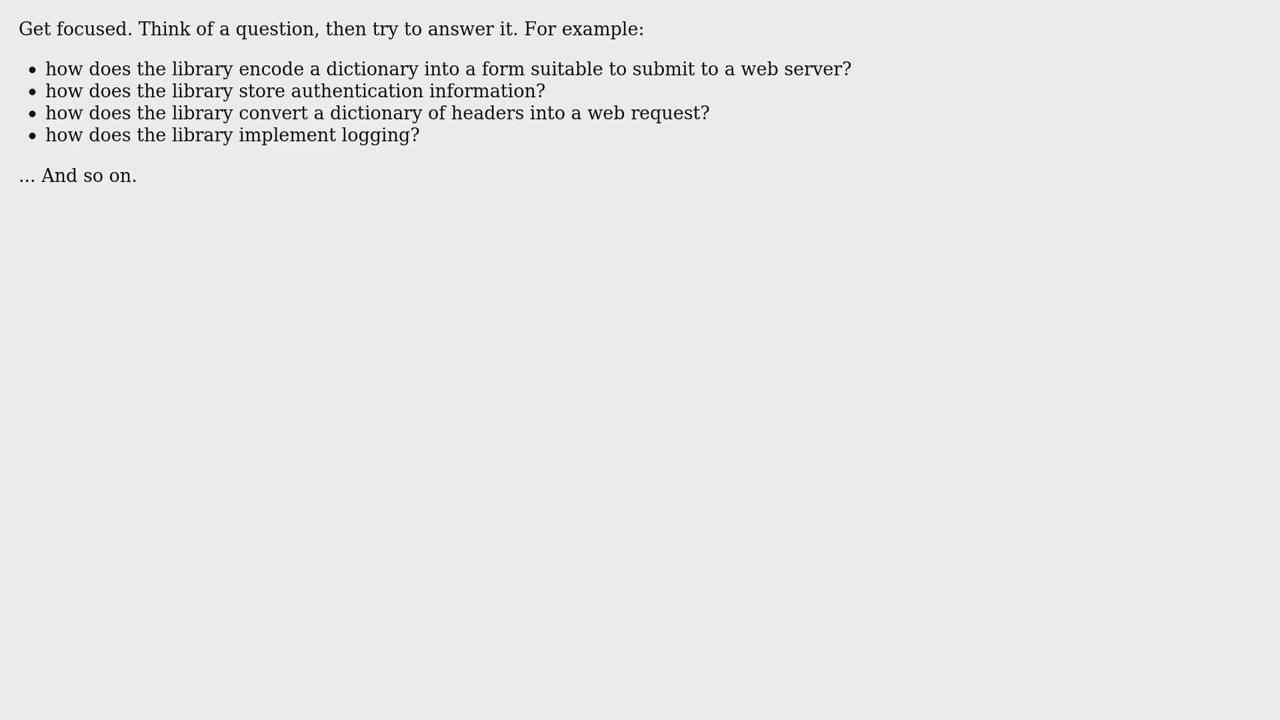 Get focused. Think of a question, then try to answer it. For example:
• how does the library encode a dictionary into a form suitable to submit to a web server?
• how does the library store authentication information?
• how does the library convert a dictionary of headers into a web request?
• how does the library implement logging?
... And so on.